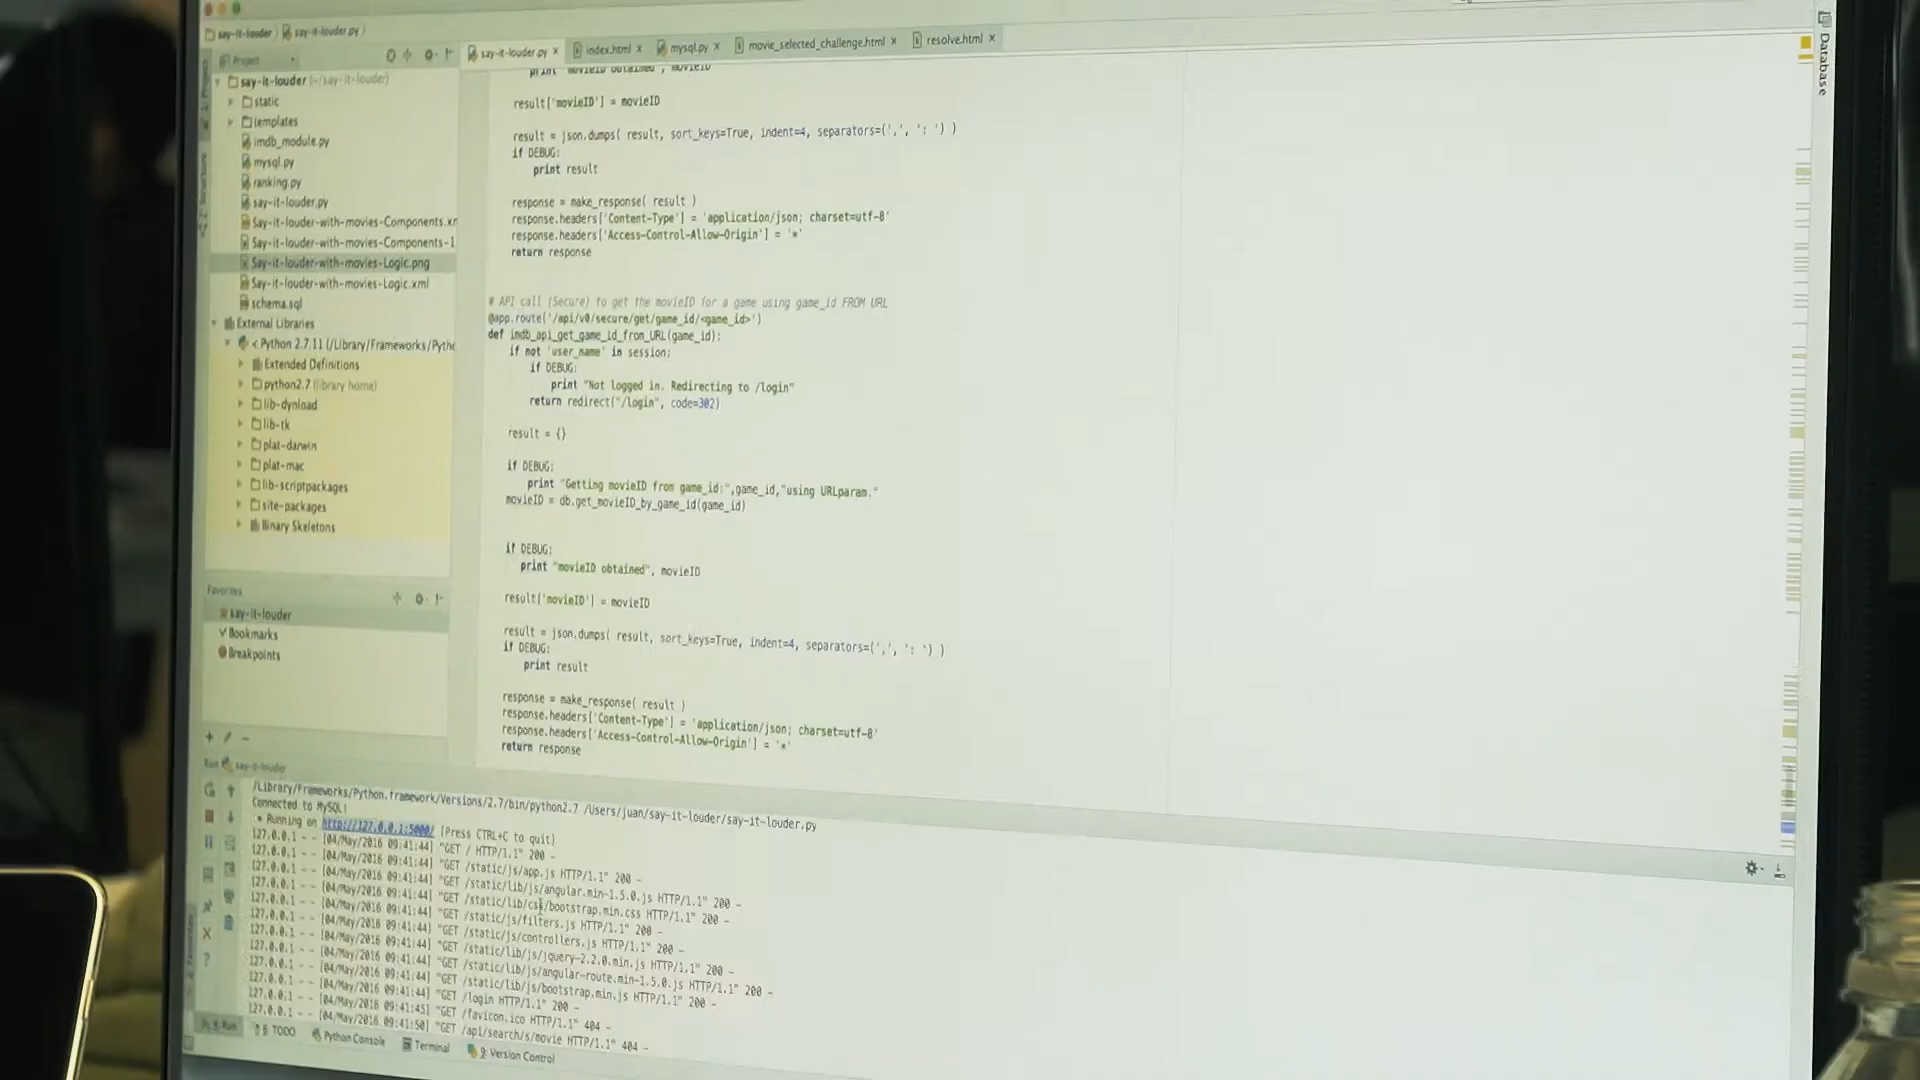 say-it-louder say-it-louder.py
say-it-louder.py index.html mysql.py movie_selected_challenge.html resolve.html
Database
Project
say-it-louder (~/say-it-louder)
static
templates
imdb_module.py
mysql.py
ranking.py
say-it-louder.py
Say-it-louder-with-movies-Components.xm
Say-it-louder-with-movies-Components-1
Say-it-louder-with-movies-Logic.png
Say-it-louder-with-movies-Logic.xml
schema.sql
External Libraries
< Python 2.7.11 (/Library/Frameworks/Pytho
Extended Definitions
python2.7 (library home)
lib-dynload
lib-tk
plat-darwin
plat-mac
lib-scriptpackages
site-packages
Binary Skeletons
Favorites
say-it-louder
Bookmarks
Breakpoints
print "movieID obtained", movieID
result['movieID'] = movieID
result = json.dumps( result, sort_keys=True, indent=4, separators=(',', ': ') )
if DEBUG:
print result
response = make_response( result )
response.headers['Content-Type'] = 'application/json; charset=utf-8'
response.headers['Access-Control-Allow-Origin'] = '*'
return response
# API call (Secure) to get the movieID for a game using game_id FROM URL
@app.route('/api/v0/secure/get/game_id/<game_id>')
def imdb_api_get_game_id_from_URL(game_id):
if not 'user_name' in session:
if DEBUG:
print "Not logged in. Redirecting to /login"
return redirect("/login", code=302)
result = {}
if DEBUG:
print "Getting movieID from game_id:",game_id,"using URLparam."
movieID = db.get_movieID_by_game_id(game_id)
if DEBUG:
print "movieID obtained", movieID
result['movieID'] = movieID
result = json.dumps( result, sort_keys=True, indent=4, separators=(',', ': ') )
if DEBUG:
print result
response = make_response( result )
response.headers['Content-Type'] = 'application/json; charset=utf-8'
response.headers['Access-Control-Allow-Origin'] = '*'
return response
Run say-it-louder
/Library/Frameworks/Python.framework/Versions/2.7/bin/python2.7 /Users/juan/say-it-louder/say-it-louder.py
Connected to MySQL!
* Running on http://127.0.0.1:5000/ (Press CTRL+C to quit)
127.0.0.1 - - [04/May/2016 09:41:44] "GET / HTTP/1.1" 200 -
127.0.0.1 - - [04/May/2016 09:41:44] "GET /static/js/app.js HTTP/1.1" 200 -
127.0.0.1 - - [04/May/2016 09:41:44] "GET /static/lib/js/angular.min-1.5.0.js HTTP/1.1" 200 -
127.0.0.1 - - [04/May/2016 09:41:44] "GET /static/lib/css/bootstrap.min.css HTTP/1.1" 200 -
127.0.0.1 - - [04/May/2016 09:41:44] "GET /static/js/filters.js HTTP/1.1" 200 -
127.0.0.1 - - [04/May/2016 09:41:44] "GET /static/js/controllers.js HTTP/1.1" 200 -
127.0.0.1 - - [04/May/2016 09:41:44] "GET /static/lib/js/jquery-2.2.0.min.js HTTP/1.1" 200 -
127.0.0.1 - - [04/May/2016 09:41:44] "GET /static/lib/js/angular-route.min-1.5.0.js HTTP/1.1" 200 -
127.0.0.1 - - [04/May/2016 09:41:44] "GET /static/lib/js/bootstrap.min.js HTTP/1.1" 200 -
127.0.0.1 - - [04/May/2016 09:41:44] "GET /login HTTP/1.1" 200 -
127.0.0.1 - - [04/May/2016 09:41:45] "GET /favicon.ico HTTP/1.1" 404 -
127.0.0.1 - - [04/May/2016 09:41:50] "GET /api/search/s/movie HTTP/1.1" 404 -
4: Run 6: TODO Python Console Terminal 9: Version Control